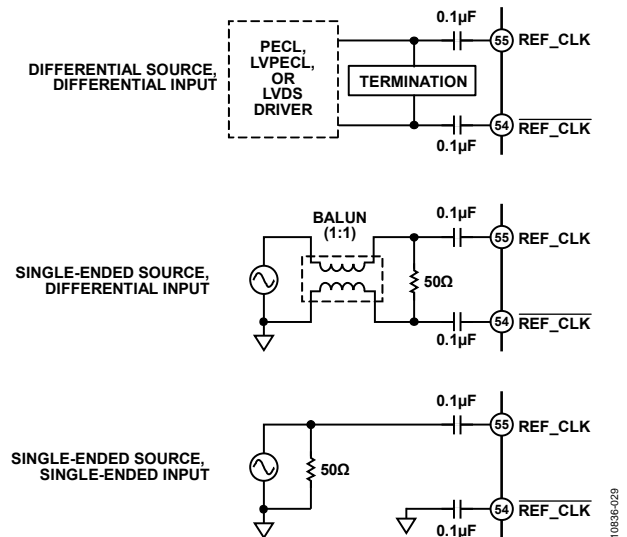 DIFFERENTIAL SOURCE,
DIFFERENTIAL INPUT
PECL,
LVPECL,
OR
LVDS
DRIVER
TERMINATION
0.1µF
55 REF_CLK
54 REF_CLK
0.1µF
SINGLE-ENDED SOURCE,
DIFFERENTIAL INPUT
BALUN
(1:1)
50Ω
0.1µF
55 REF_CLK
54 REF_CLK
0.1µF
SINGLE-ENDED SOURCE,
SINGLE-ENDED INPUT
50Ω
0.1µF
55 REF_CLK
54 REF_CLK
0.1µF
10836-029